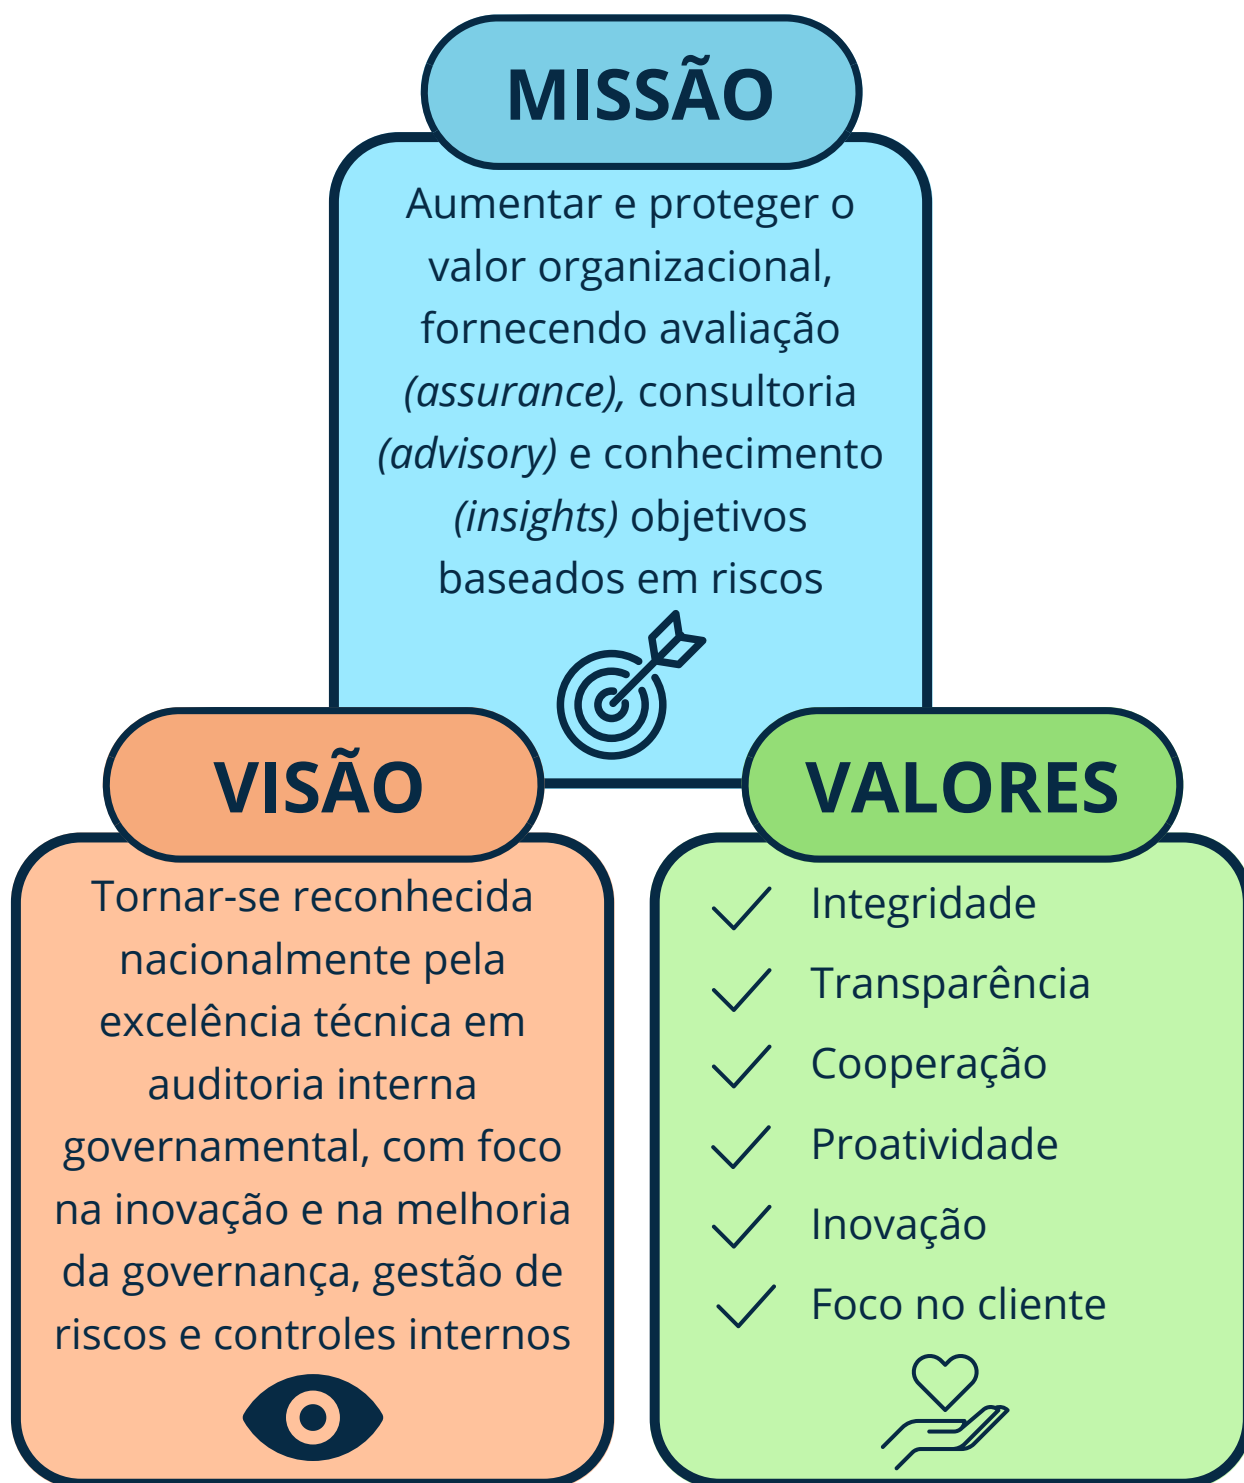 MISSÃO
Aumentar e proteger o
valor organizacional,
fornecendo avaliação
(assurance), consultoria
(advisory) e conhecimento
(insights) objetivos
baseados em riscos
VISÃO
Tornar-se reconhecida
nacionalmente pela
excelência técnica em
auditoria interna
governamental, com foco
na inovação e na melhoria
da governança, gestão de
riscos e controles internos
VALORES
Integridade
Transparência
Cooperação
Proatividade
Inovação
Foco no cliente